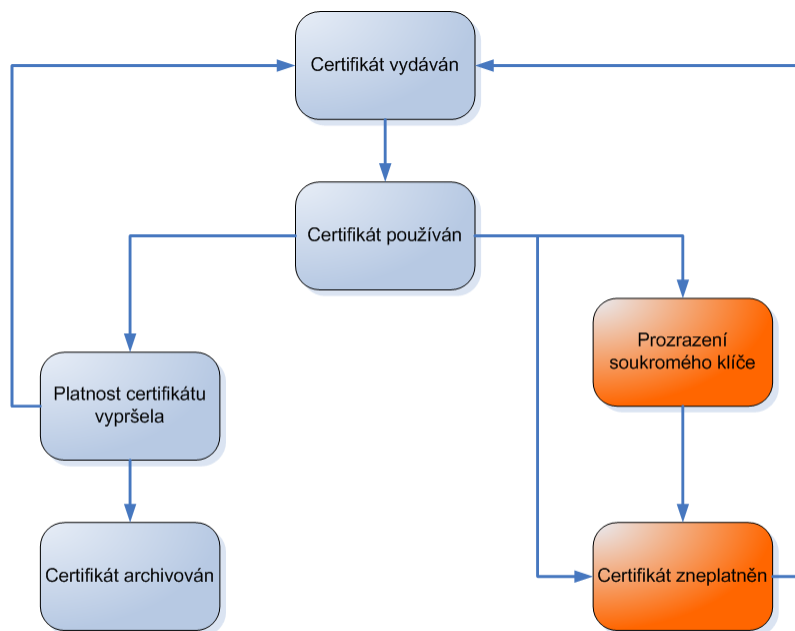 Certifikát vydáván
Certifikát používán
Prozrazení
soukromého klíče
Platnost certifikátu
vypršela
Certifikát archivován
Certifikát zneplatněn